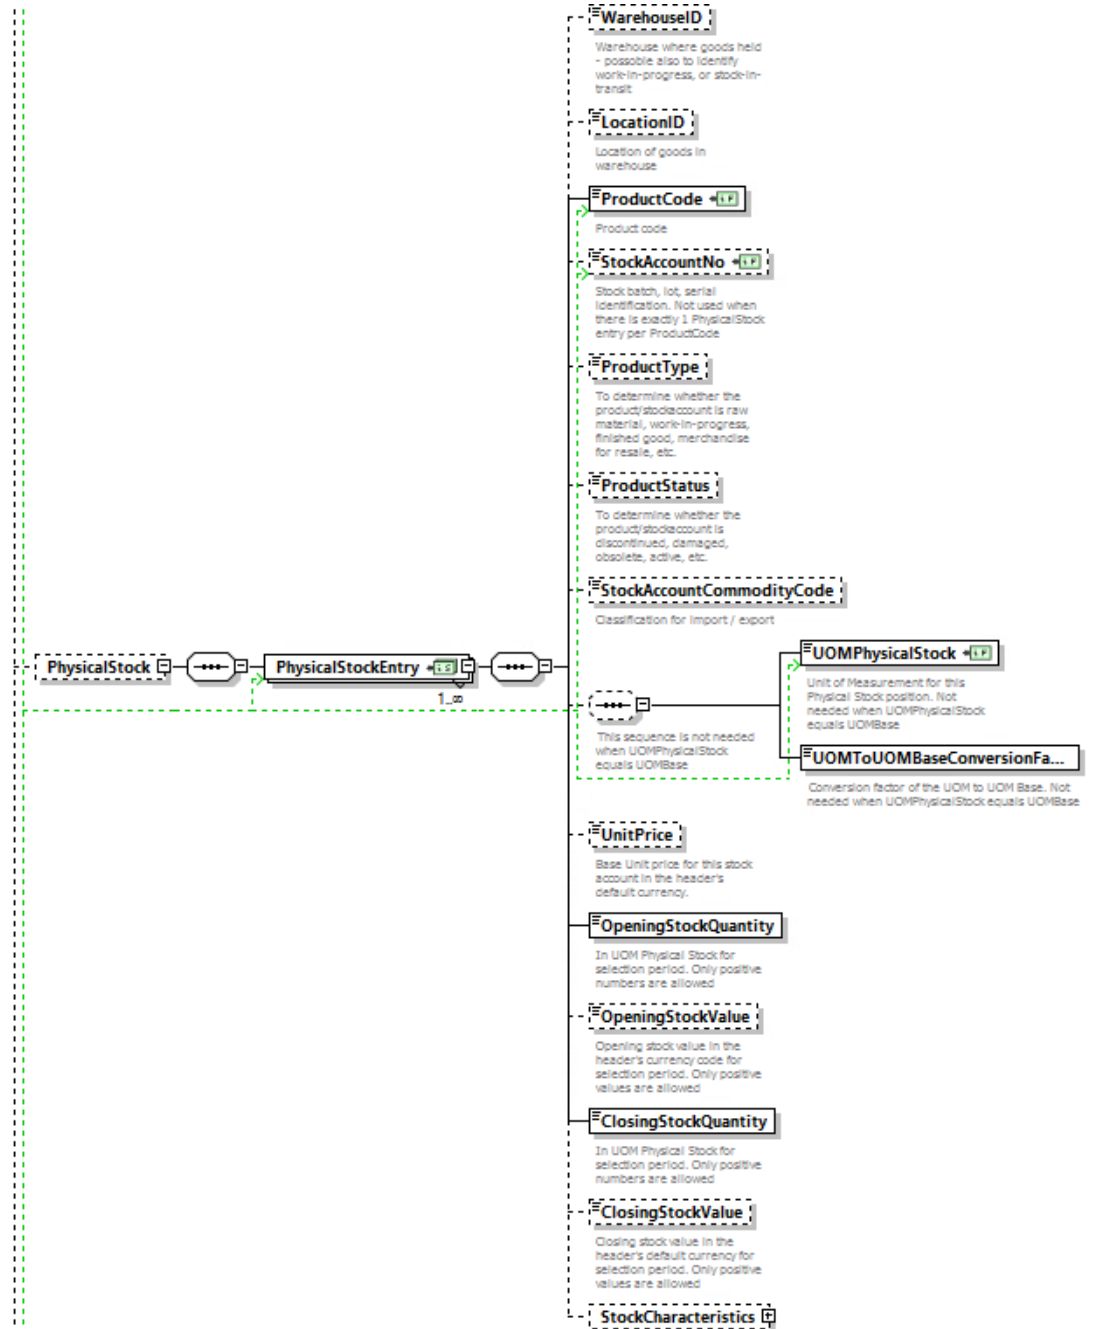 WarehouseID
Warehouse where goods held
- possoble also to identify
work-in-progress, or stock-in-
transit
LocationID
Location of goods in
warehouse
ProductCode
Product code
StockAccountNo
Stock batch, lot, serial
identification. Not used when
there is exactly 1 PhysicalStock
entry per ProductCode
ProductType
To determine whether the
product/stockaccount is raw
material, work-in-progress,
finished good, merchandise
for resale, etc.
ProductStatus
To determine whether the
product/stockaccount is
discontinued, damaged,
obsolete, active, etc.
StockAccountCommodityCode
Classification for import / export
PhysicalStock
PhysicalStockEntry
1..∞
This sequence is not needed
when UOMPhysicalStock
equals UOMBase
UOMPhysicalStock
Unit of Measurement for this
Physical Stock position. Not
needed when UOMPhysicalStock
equals UOMBase
UOMToUOMBaseConversionFa...
Conversion factor of the UOM to UOM Base. Not
needed when UOMPhysicalStock equals UOMBase
UnitPrice
Base Unit price for this stock
account in the header's
default currency.
OpeningStockQuantity
In UOM Physical Stock for
selection period. Only positive
numbers are allowed
OpeningStockValue
Opening stock value in the
header's currency code for
selection period. Only positive
values are allowed
ClosingStockQuantity
In UOM Physical Stock for
selection period. Only positive
numbers are allowed
ClosingStockValue
Closing stock value in the
header's default currency for
selection period. Only positive
values are allowed
StockCharacteristics